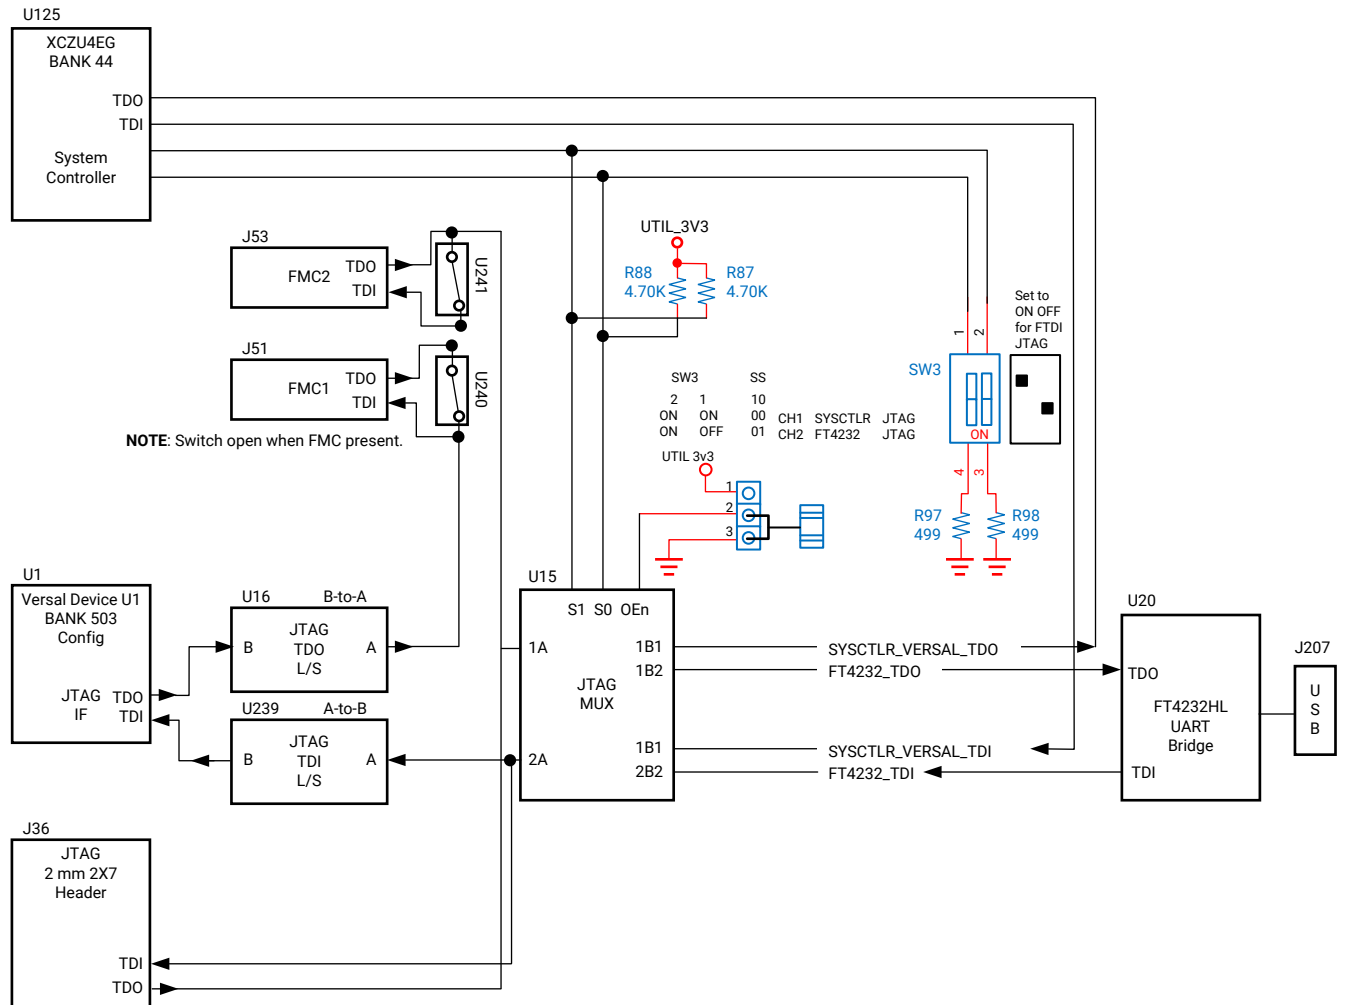 U125
XCZU4EG
BANK 44
TDO
TDI
System
Controller
J53
FMC2
TDO
TDI
U241
J51
FMC1
TDO
TDI
U240
NOTE: Switch open when FMC present.
UTIL_3V3
R88
4.70K
R87
4.70K
SW3 SS
2 1 10
ON ON 00 CH1 SYSCTLR JTAG
ON OFF 01 CH2 FT4232 JTAG
UTIL 3v3
1
2
3
Set to
ON OFF
for FTDI
JTAG
1
2
SW3
ON
4
3
R97
499
R98
499
U1
Versal Device U1
BANK 503
Config
JTAG
IF
TDO
TDI
U16 B-to-A
B
JTAG
TDO
L/S
A
U239 A-to-B
B
JTAG
TDI
L/S
A
U15
S1 S0 OEn
1A
2A
JTAG
MUX
1B1
1B2
1B1
2B2
SYSCTLR_VERSAL_TDO
FT4232_TDO
SYSCTLR_VERSAL_TDI
FT4232_TDI
U20
TDO
FT4232HL
UART
Bridge
TDI
J207
U
S
B
J36
JTAG
2 mm 2X7
Header
TDI
TDO